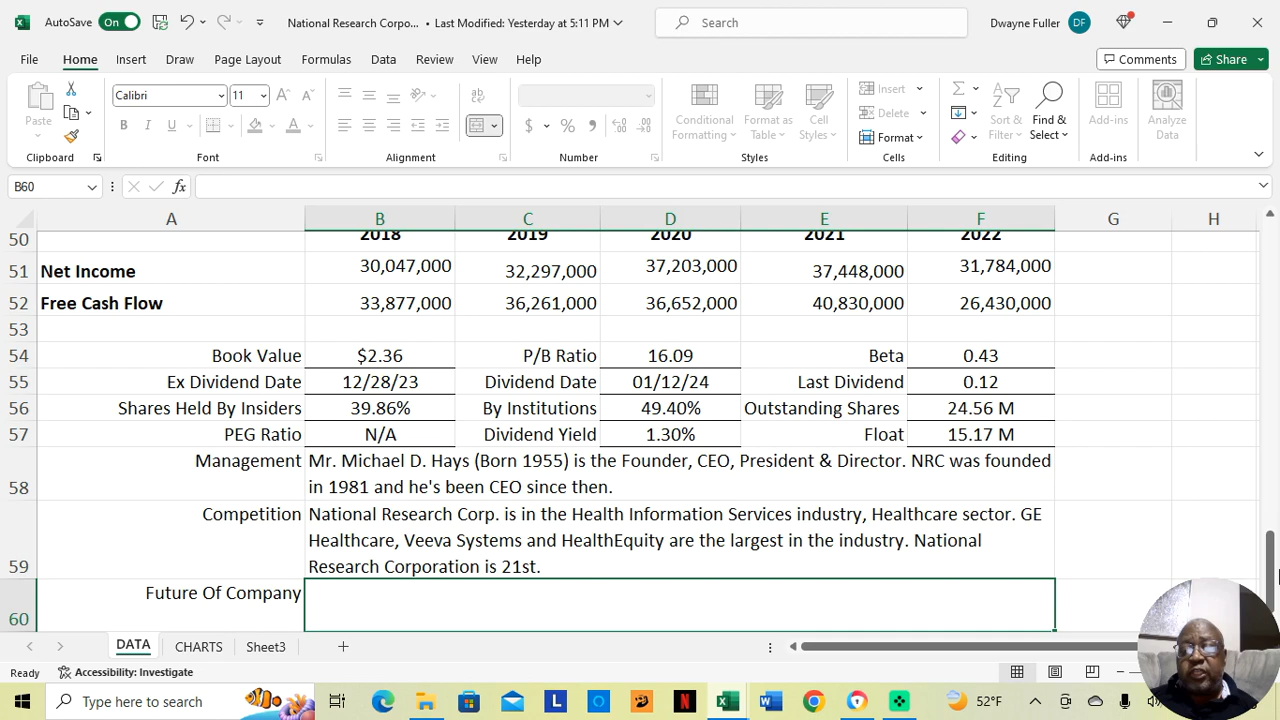 AutoSave On National Research Corpo... • Last Modified: Yesterday at 5:11 PM Search Dwayne Fuller DF
File Home Insert Draw Page Layout Formulas Data Review View Help Comments Share
Paste Calibri 11 Conditional Formatting Format as Table Cell Styles Insert Delete Format Sort & Filter Find & Select Add-ins Analyze Data
Clipboard Font Alignment Number Styles Cells Editing Add-ins
B60 fx
A B C D E F G H
50 2018 2019 2020 2021 2022
51 Net Income 30,047,000 32,297,000 37,203,000 37,448,000 31,784,000
52 Free Cash Flow 33,877,000 36,261,000 36,652,000 40,830,000 26,430,000
53
54 Book Value $2.36 P/B Ratio 16.09 Beta 0.43
55 Ex Dividend Date 12/28/23 Dividend Date 01/12/24 Last Dividend 0.12
56 Shares Held By Insiders 39.86% By Institutions 49.40% Outstanding Shares 24.56 M
57 PEG Ratio N/A Dividend Yield 1.30% Float 15.17 M
Management Mr. Michael D. Hays (Born 1955) is the Founder, CEO, President & Director. NRC was founded
58 in 1981 and he's been CEO since then.
Competition National Research Corp. is in the Health Information Services industry, Healthcare sector. GE
Healthcare, Veeva Systems and HealthEquity are the largest in the industry. National
59 Research Corporation is 21st.
Future Of Company
60
DATA CHARTS Sheet3
Ready Accessibility: Investigate
Type here to search 52°F